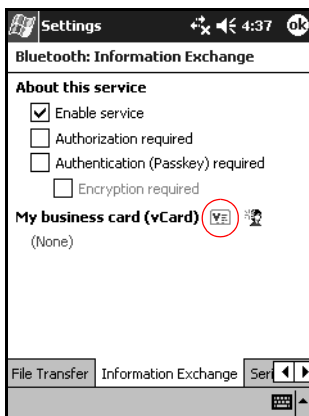 Settings 4:37 ok
Bluetooth: Information Exchange
About this service
Enable service
Authorization required
Authentication (Passkey) required
Encryption required
My business card (vCard)
(None)
File Transfer Information Exchange Seri